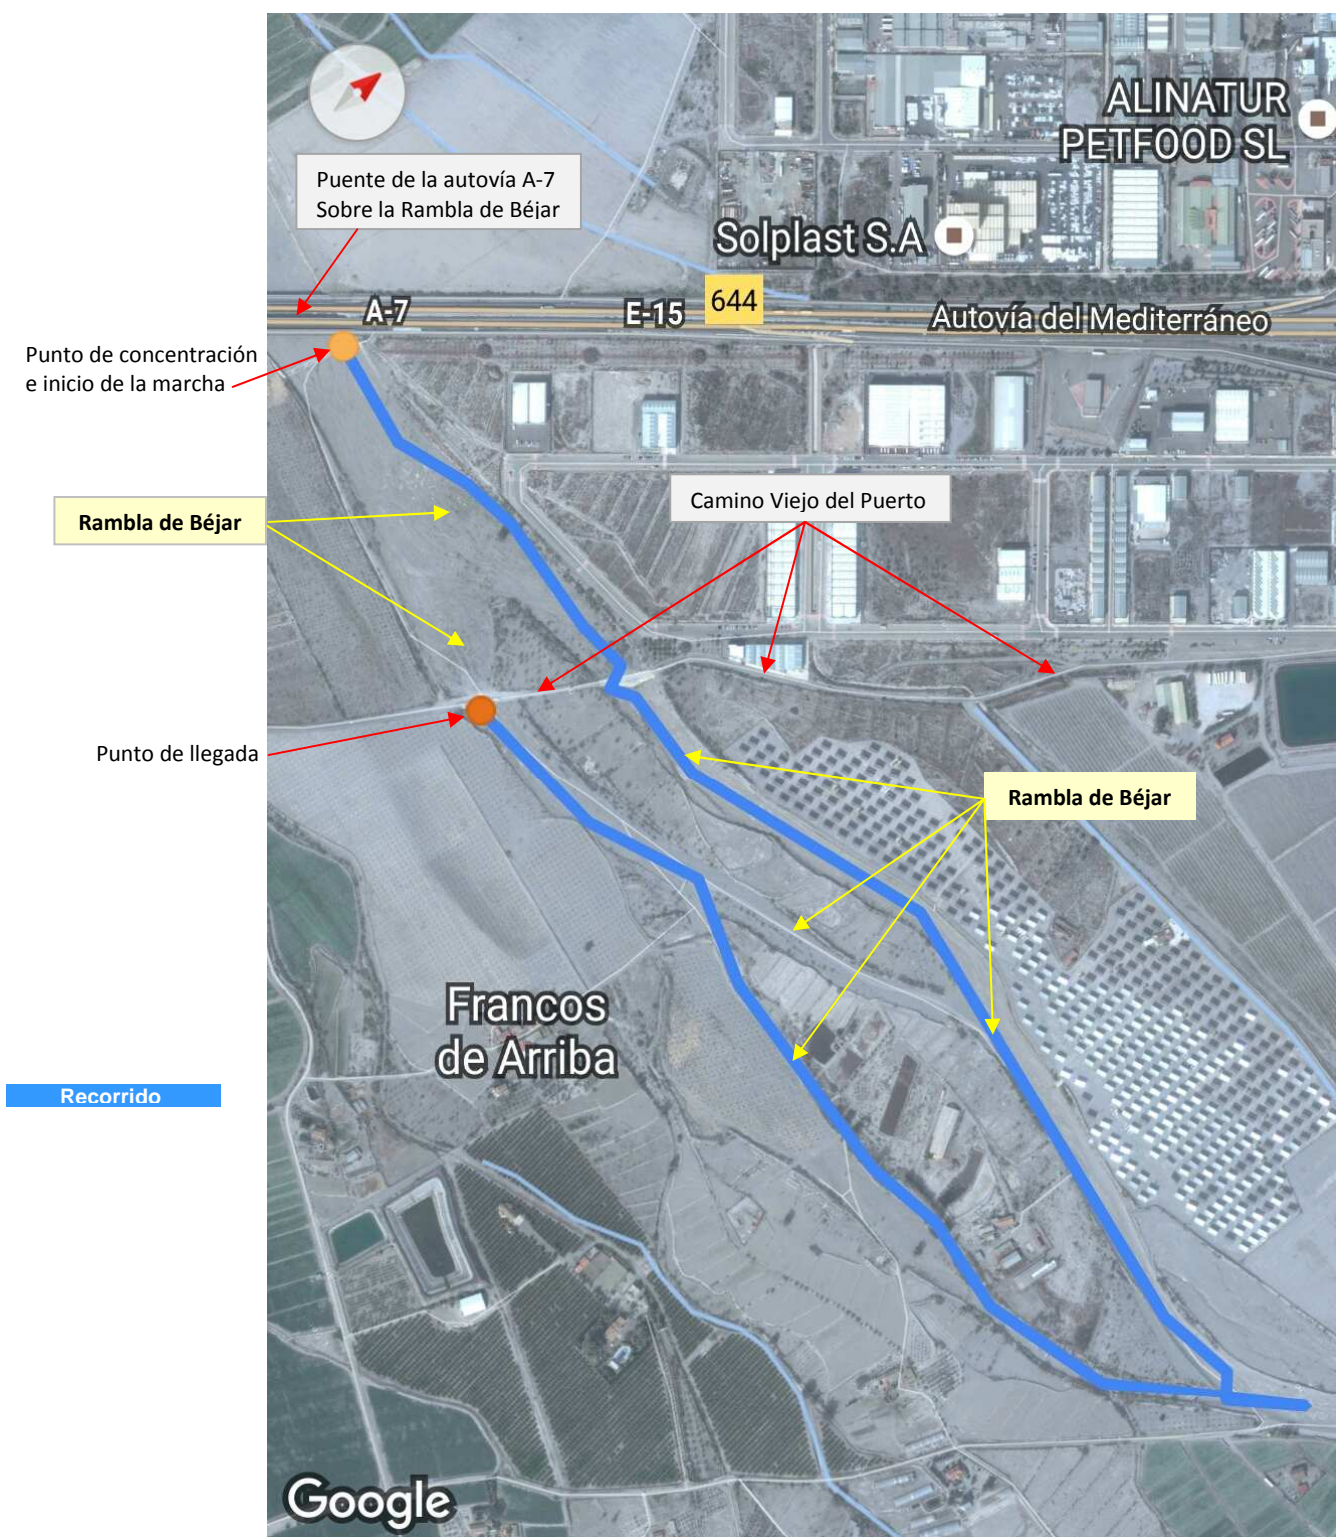 ALINATUR
PETFOOD SL
Puente de la autovía A-7
Sobre la Rambla de Béjar
Solplast S.A
A-7
E-15
644
Autovía del Mediterráneo
Punto de concentración
e inicio de la marcha
Camino Viejo del Puerto
Rambla de Béjar
Punto de llegada
Rambla de Béjar
Francos
de Arriba
Recorrido
Google